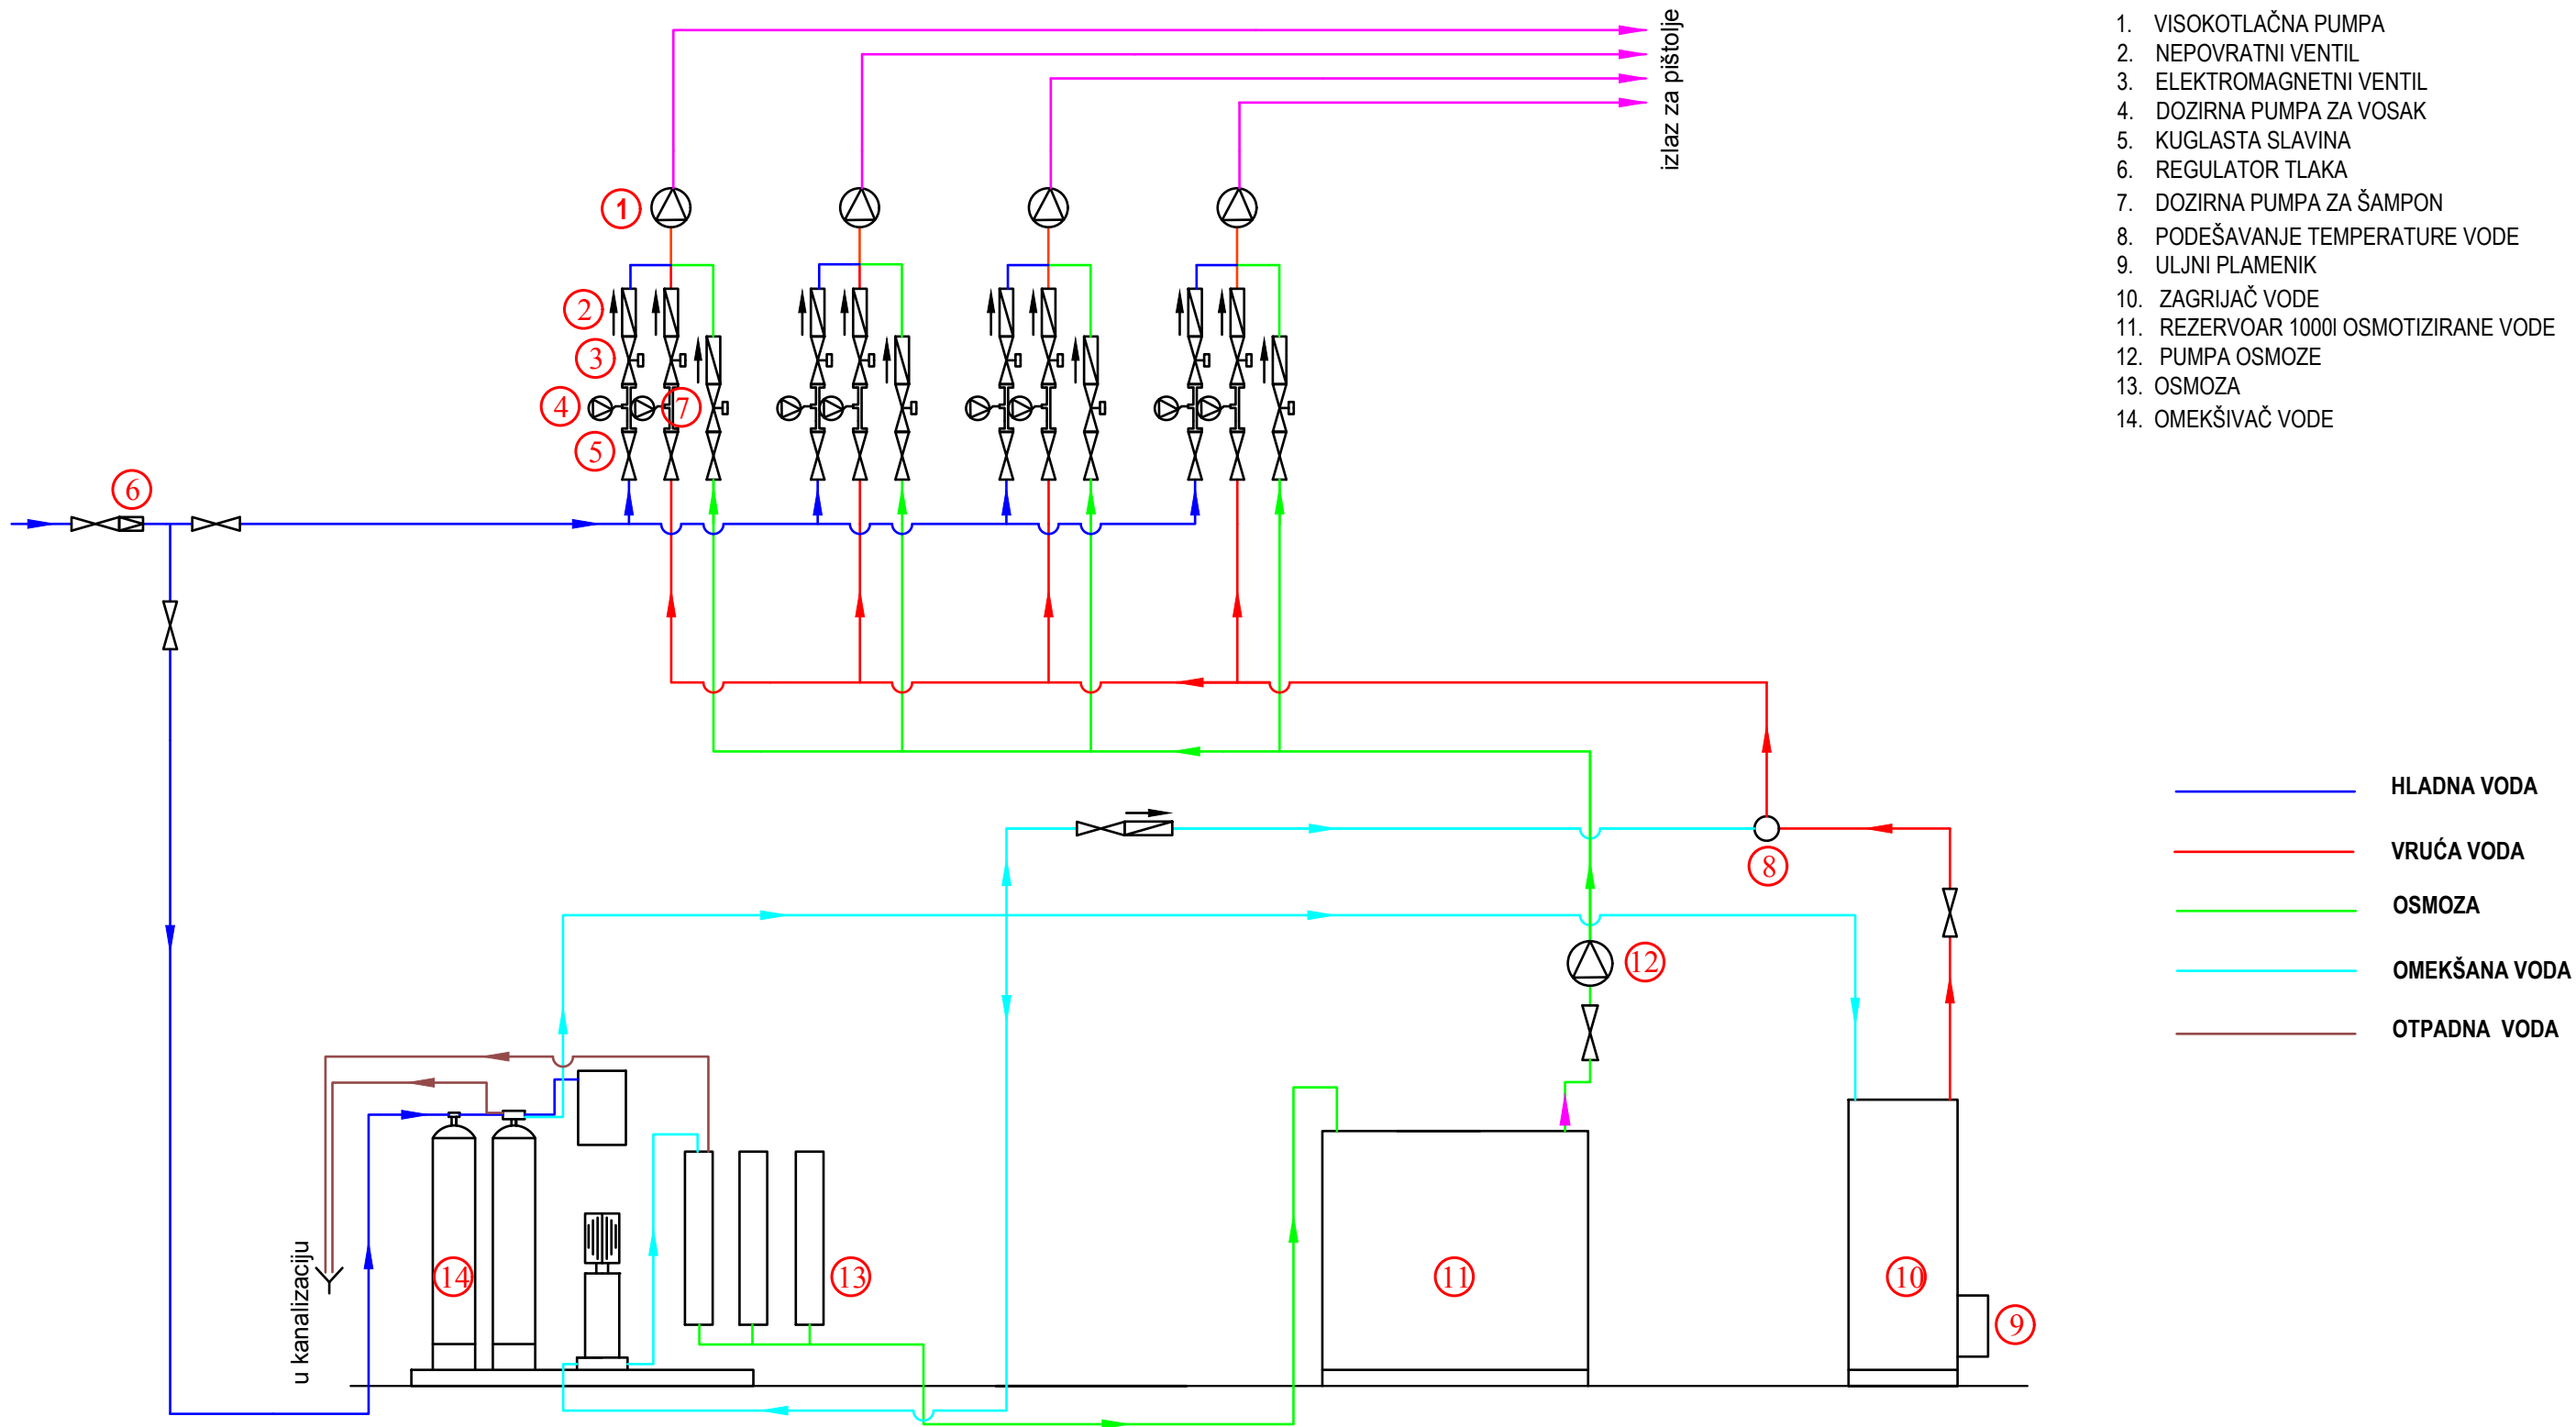 izlaz za pištolje
1. VISOKOTLAČNA PUMPA
2. NEPOVRATNI VENTIL
3. ELEKTROMAGNETNI VENTIL
4. DOZIRNA PUMPA ZA VOSAK
5. KUGLASTA SLAVINA
6. REGULATOR TLAKA
7. DOZIRNA PUMPA ZA ŠAMPON
8. PODEŠAVANJE TEMPERATURE VODE
9. ULJNI PLAMENIK
10. ZAGRIJAČ VODE
11. REZERVOAR 1000l OSMOTIZIRANE VODE
12. PUMPA OSMOZE
13. OSMOZA
14. OMEKŠIVAČ VODE
1
2
3
4
7
5
6
HLADNA VODA
VRUĆA VODA
8
OSMOZA
12
OMEKŠANA VODA
OTPADNA VODA
u kanalizaciju
14
13
11
10
9